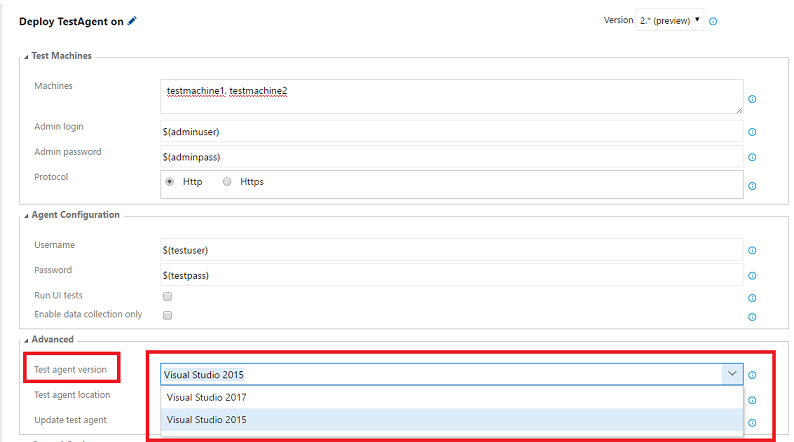 Deploy TestAgent on
Version 2.* (preview)
Test Machines
Machines
testmachine1, testmachine2
Admin login
$(adminuser)
Admin password
$(adminpass)
Protocol
Http Https
Agent Configuration
Username
$(testuser)
Password
$(testpass)
Run UI tests
Enable data collection only
Advanced
Test agent version
Visual Studio 2015
Test agent location
Visual Studio 2017
Update test agent
Visual Studio 2015